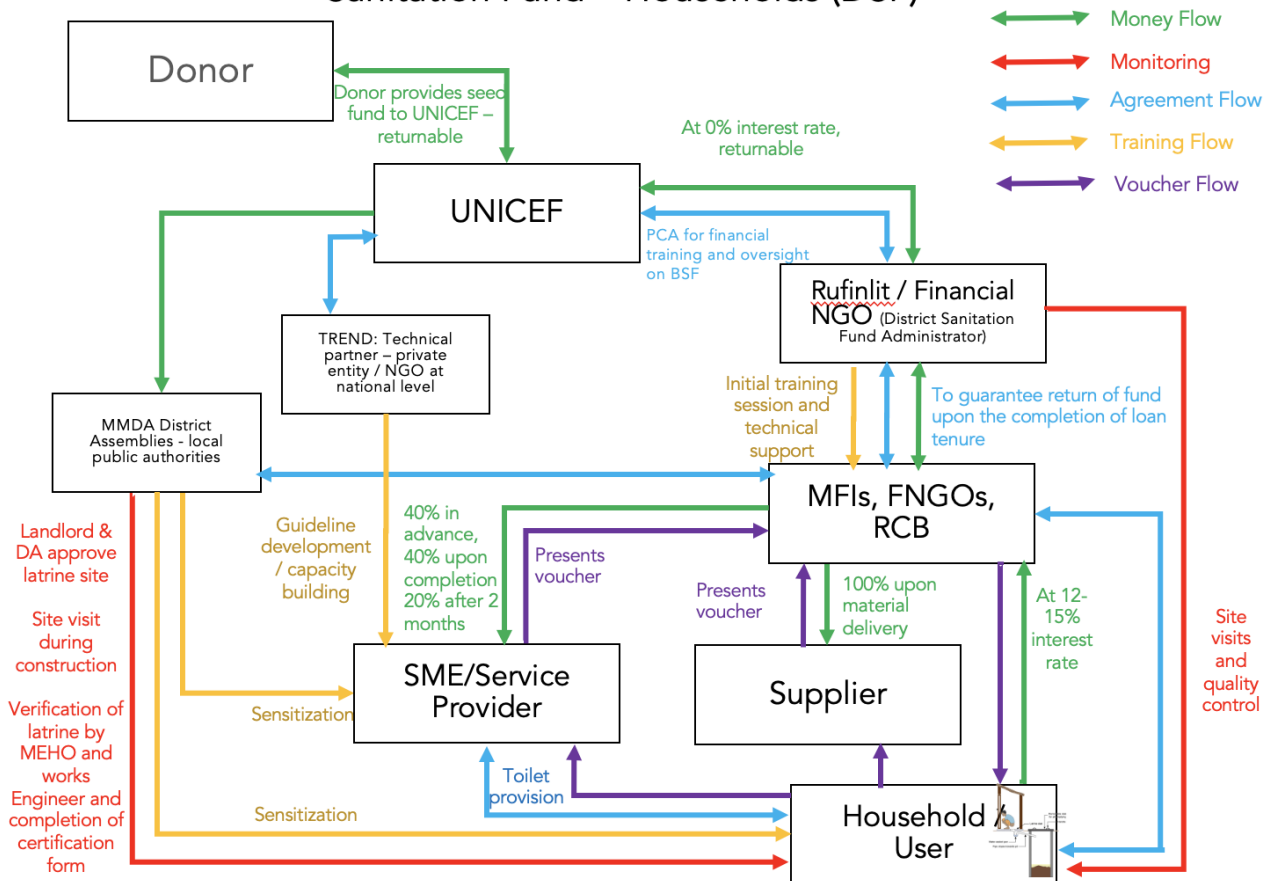 Sanitation Fund – Households (BSF)
Money Flow
Monitoring
Agreement Flow
Training Flow
Voucher Flow
Donor
Donor provides seed
fund to UNICEF –
returnable
At 0% interest rate,
returnable
UNICEF
PCA for financial
training and oversight
on BSF
Rufinlit / Financial
NGO (District Sanitation
Fund Administrator)
TREND: Technical
partner – private
entity / NGO at
national level
MMDA District
Assemblies - local
public authorities
Initial training
session and
technical
support
To guarantee return of fund
upon the completion of loan
tenure
MFIs, FNGOs,
RCB
Landlord &
DA approve
latrine site
Site visit
during
construction
Verification of
latrine by
MEHO and
works
Engineer and
completion of
certification
form
Guideline
development
/ capacity
building
40% in
advance,
40% upon
completion
20% after 2
months
Presents
voucher
Presents
voucher
100% upon
material
delivery
At 12-
15%
interest
rate
Site
visits
and
quality
control
SME/Service
Provider
Supplier
Sensitization
Toilet
provision
Sensitization
Household /
User